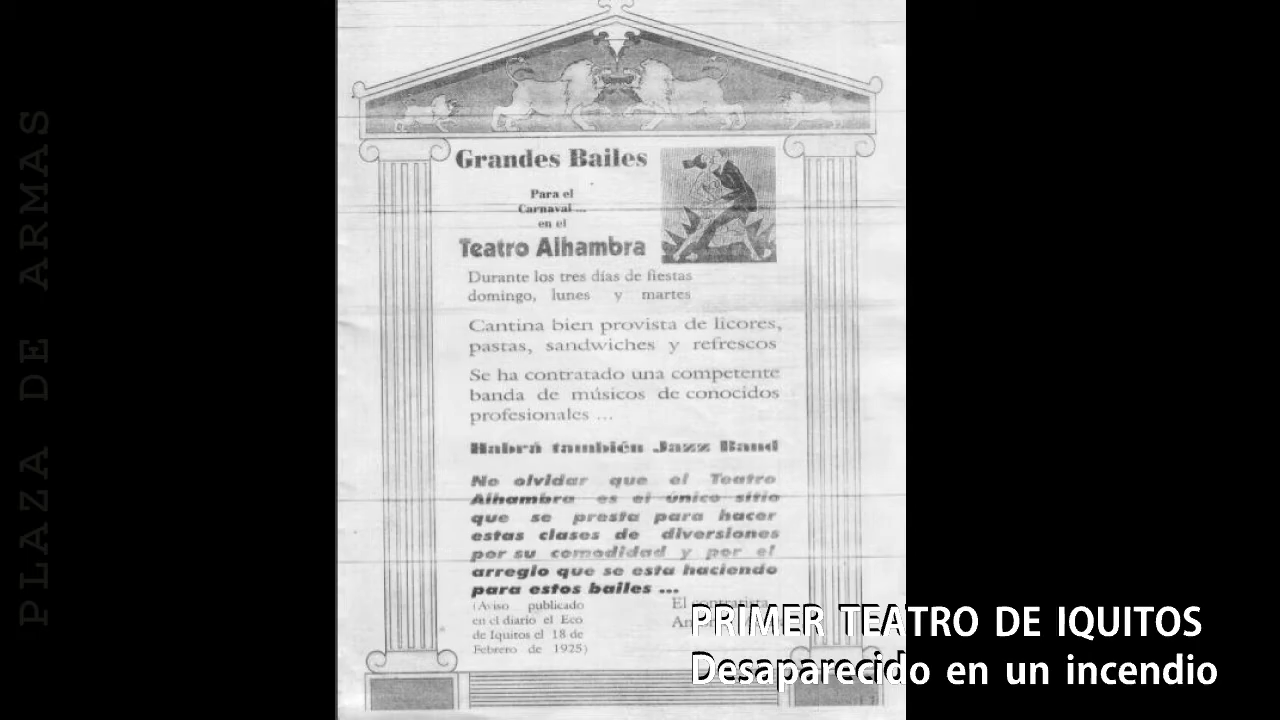 PLAZA DE ARMAS
Grandes Bailes
Para el
Carnaval ...
en el
Teatro Alhambra
Durante los tres días de fiestas
domingo, lunes y martes
Cantina bien provista de licores,
pastas, sandwiches y refrescos
Se ha contratado una competente
banda de músicos de conocidos
profesionales ...
Habrá también Jazz Band
No olvidar que el Teatro
Alhambra es el único sitio
que se presta para hacer
estas clases de diversiones
por su comodidad y por el
arreglo que se esta haciendo
para estos bailes ...
(Aviso publicado
en el diario el Eco
de Iquitos el 18 de
Febrero de 1925)
El contratista
PRIMER TEATRO DE IQUITOS
Desaparecido en un incendio